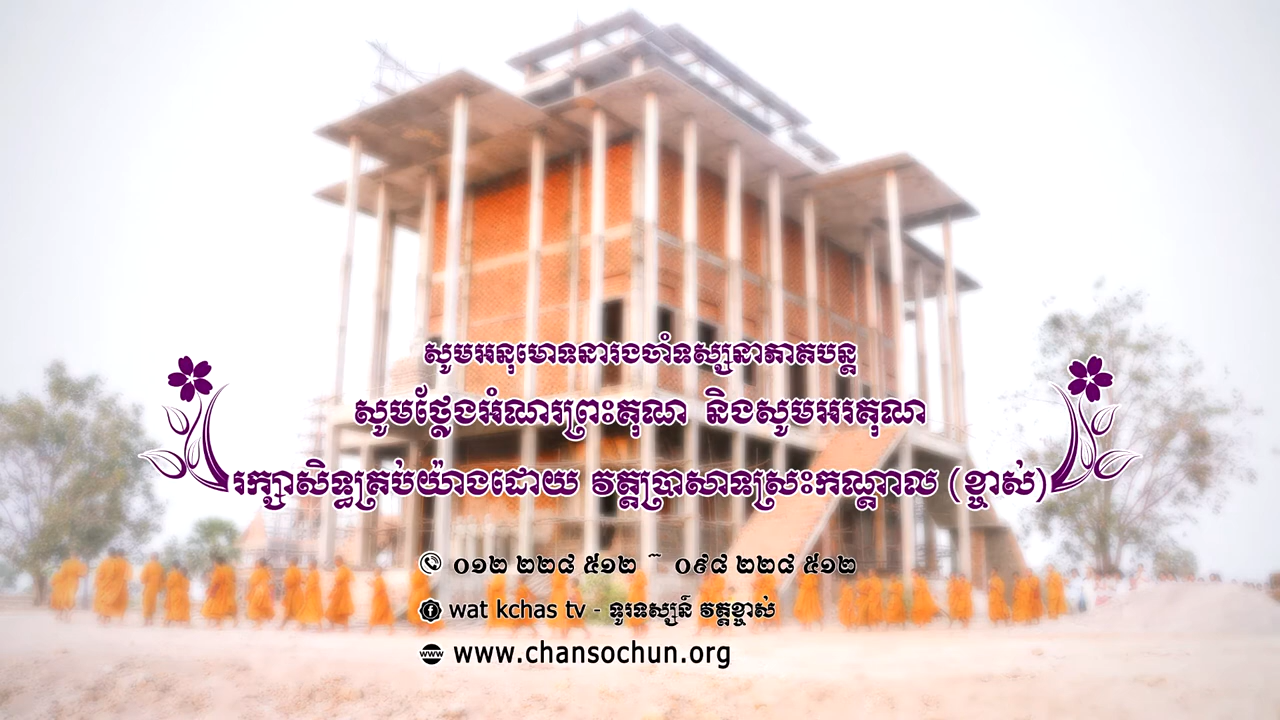 សូមអនុមោទនារងចាំទស្សនាភាគបន្ត
សូមថ្លែងអំណរព្រះគុណ និងសូមអរគុណ
រក្សាសិទ្ធគ្រប់យ៉ាងដោយ វត្តប្រាសាទស្រះកណ្តាល (ខ្ចាស់)
០១២ ២២៨ ៥១២ ~ ០៩៨ ២២៨ ៥១២
wat kchas tv - ទូរទស្សន៍ វត្តខ្ចាស់
www.chansochun.org